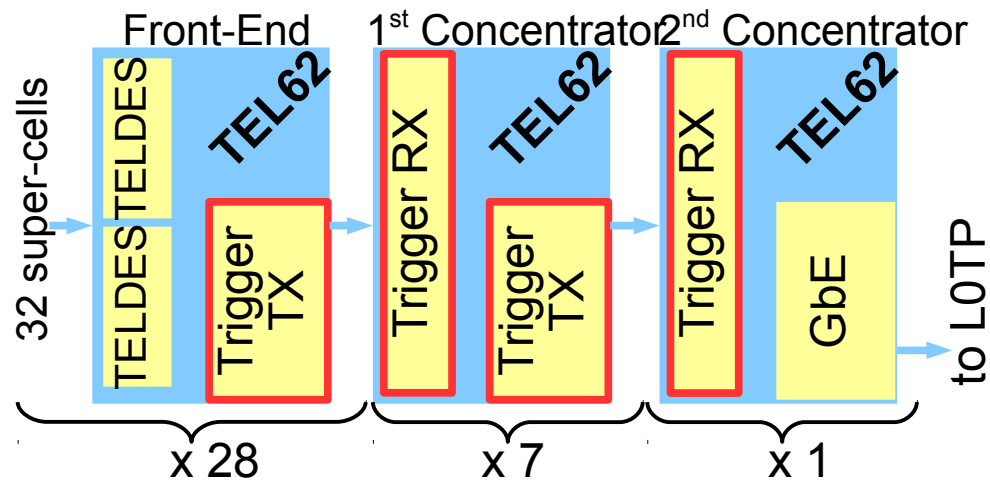 Front-End
1st Concentrator
2nd Concentrator
32 super-cells
TELDES
TELDES
TEL62
Trigger
TX
Trigger RX
TEL62
Trigger
TX
Trigger RX
TEL62
GbE
to L0TP
x 28
x 7
x 1